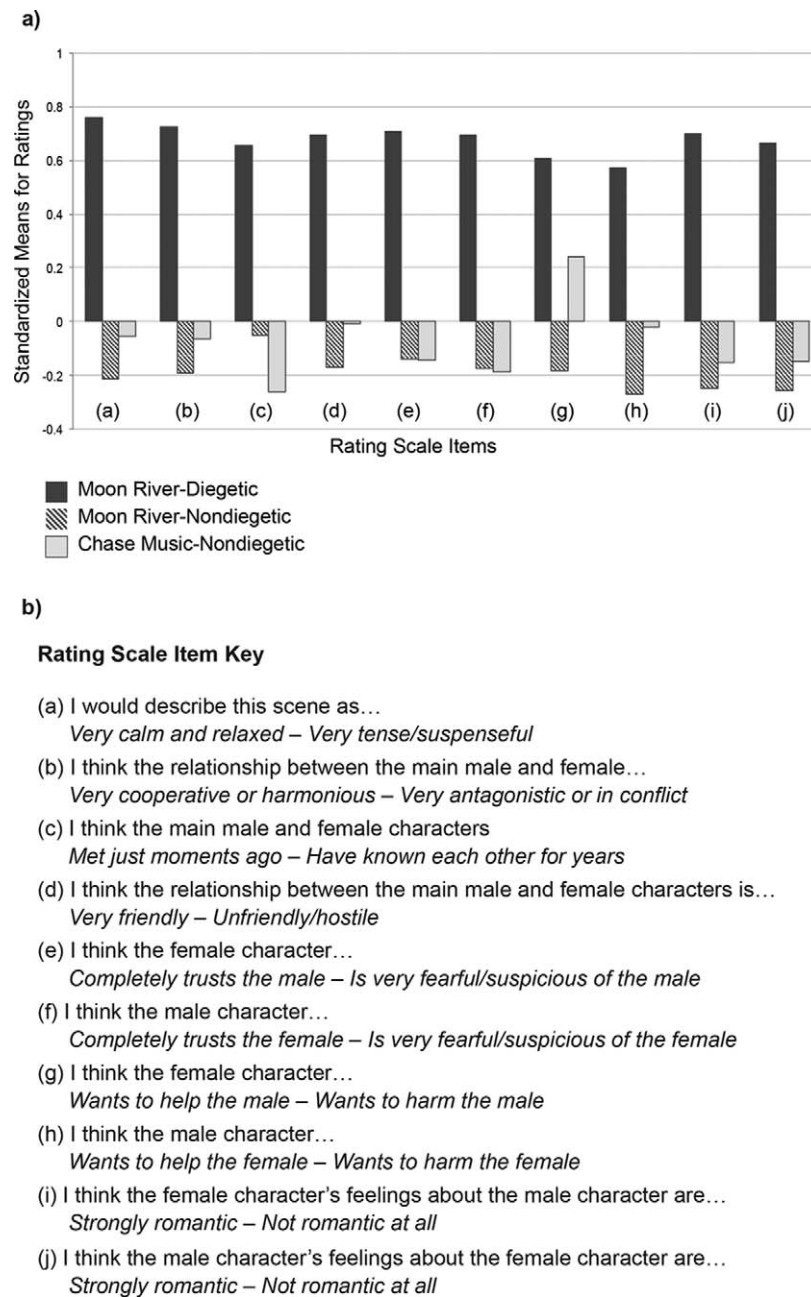 a)
1
0.8
0.6
0.4
0.2
0
-0.2
-0.4
Standardized Means for Ratings
(a) (b) (c) (d) (e) (f) (g) (h) (i) (j)
Rating Scale Items
Moon River-Diegetic
Moon River-Nondiegetic
Chase Music-Nondiegetic
b)
Rating Scale Item Key
(a) I would describe this scene as…
Very calm and relaxed – Very tense/suspenseful
(b) I think the relationship between the main male and female…
Very cooperative or harmonious – Very antagonistic or in conflict
(c) I think the main male and female characters
Met just moments ago – Have known each other for years
(d) I think the relationship between the main male and female characters is…
Very friendly – Unfriendly/hostile
(e) I think the female character…
Completely trusts the male – Is very fearful/suspicious of the male
(f) I think the male character…
Completely trusts the female – Is very fearful/suspicious of the female
(g) I think the female character…
Wants to help the male – Wants to harm the male
(h) I think the male character…
Wants to help the female – Wants to harm the female
(i) I think the female character’s feelings about the male character are…
Strongly romantic – Not romantic at all
(j) I think the male character’s feelings about the female character are…
Strongly romantic – Not romantic at all